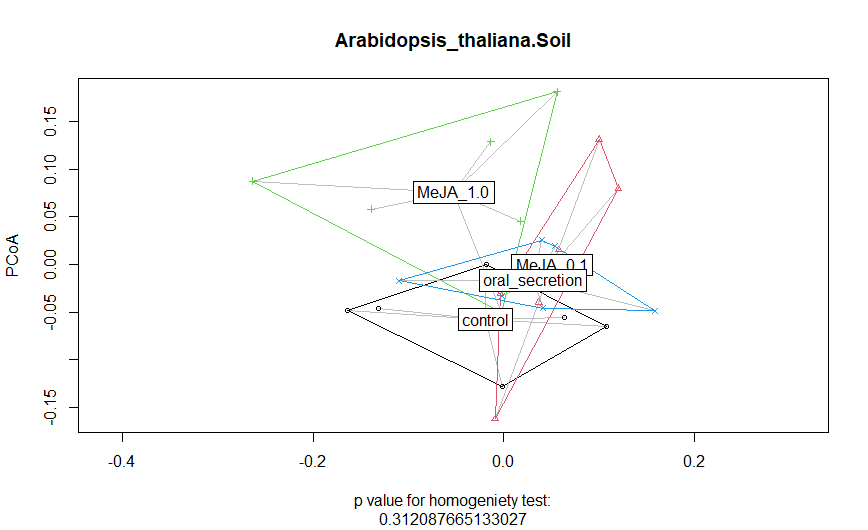 Arabidopsis_thaliana.Soil
PCoA
0.15
0.10
0.05
0.00
-0.05
-0.15
MeJA_1.0
MeJA_0.1
oral_secretion
control
-0.4
-0.2
0.0
0.2
p value for homogeniety test:
0.312087665133027